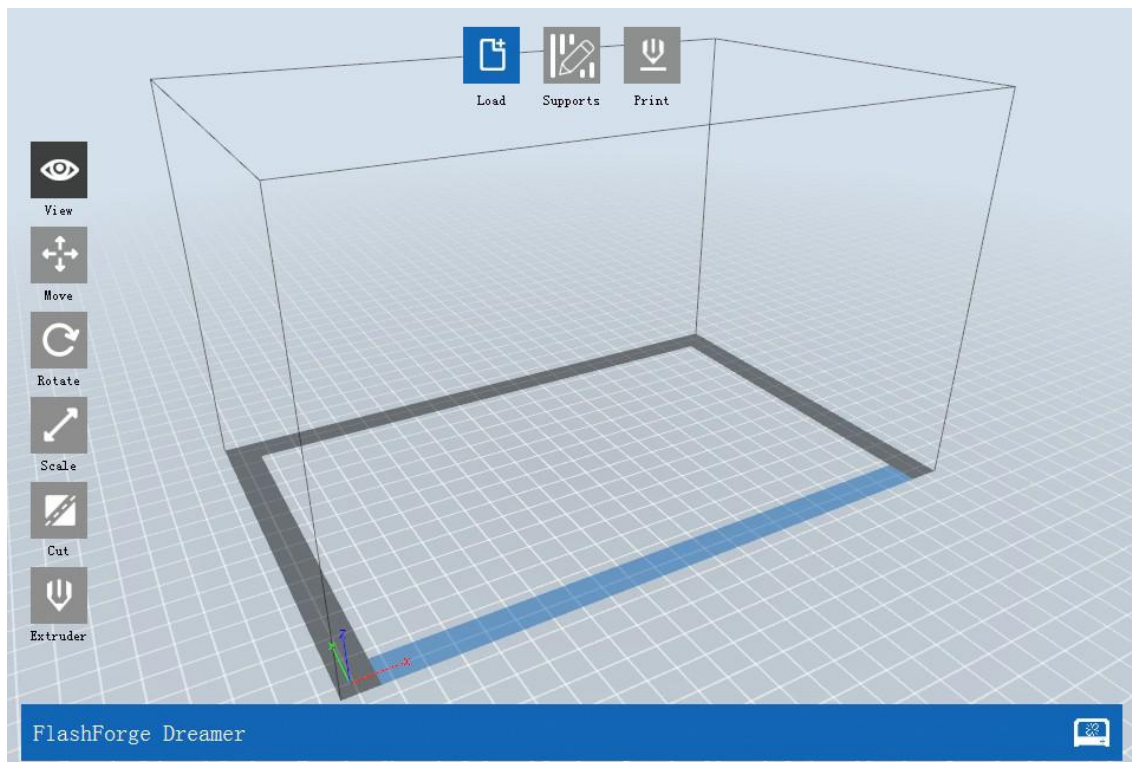 Load Supports Print
View
Move
Rotate
Scale
Cut
Extruder
Z
X
FlashForge Dreamer